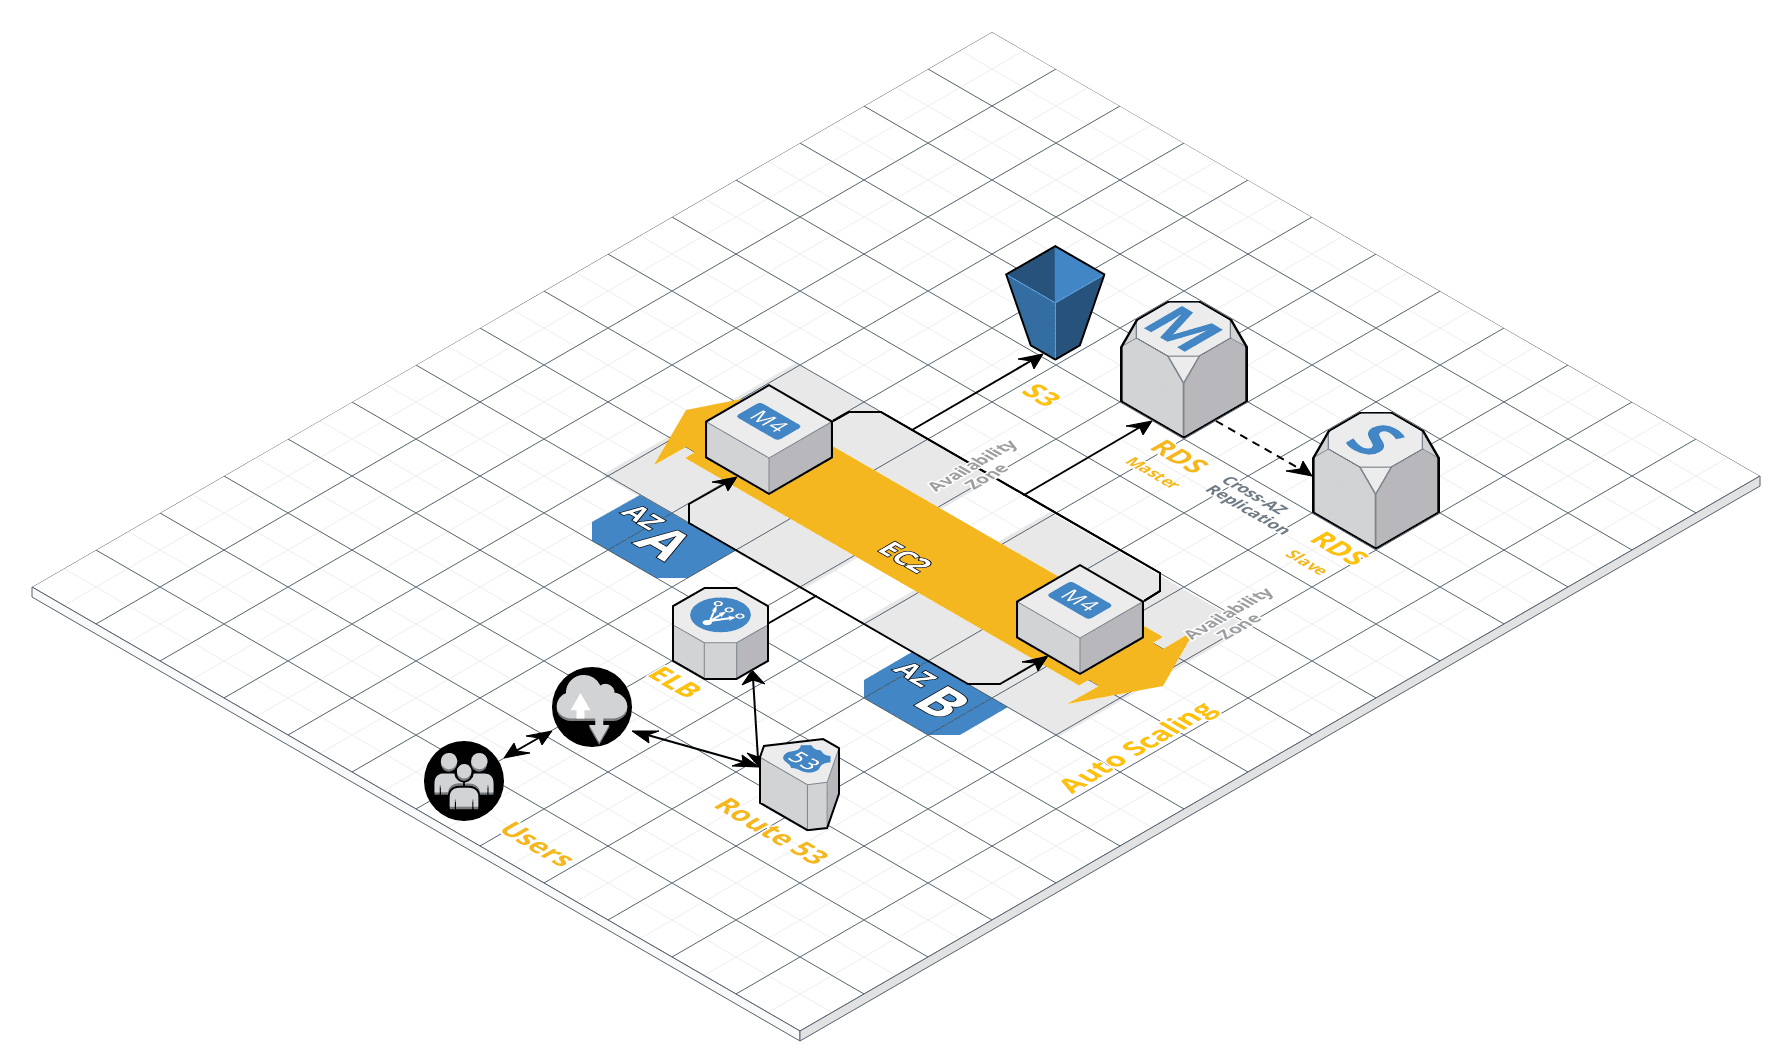 M
S
S3
M4
RDS
Master
Availability
Zone
Cross-AZ
Replication
RDS
Slave
AZ
A
EC2
M4
Availability
Zone
ELB
AZ
B
Auto Scaling
53
Route 53
Users